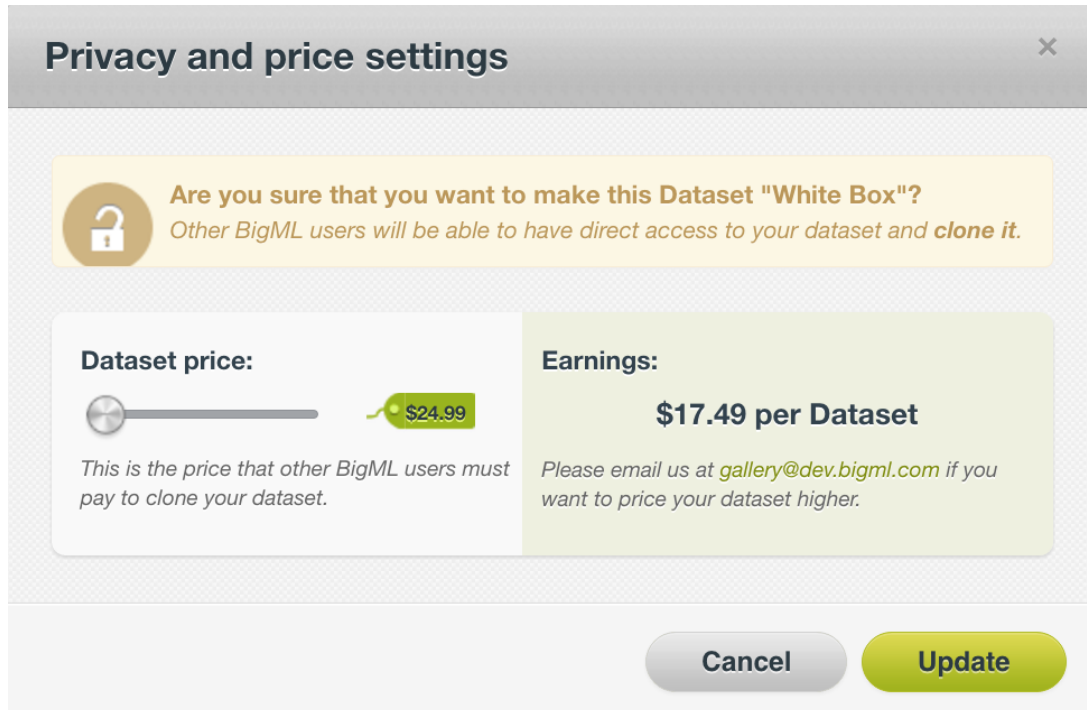 Privacy and price settings
×
Are you sure that you want to make this Dataset "White Box"?
Other BigML users will be able to have direct access to your dataset and clone it.
Dataset price:
$24.99
This is the price that other BigML users must
pay to clone your dataset.
Earnings:
$17.49 per Dataset
Please email us at gallery@dev.bigml.com if you
want to price your dataset higher.
Cancel
Update